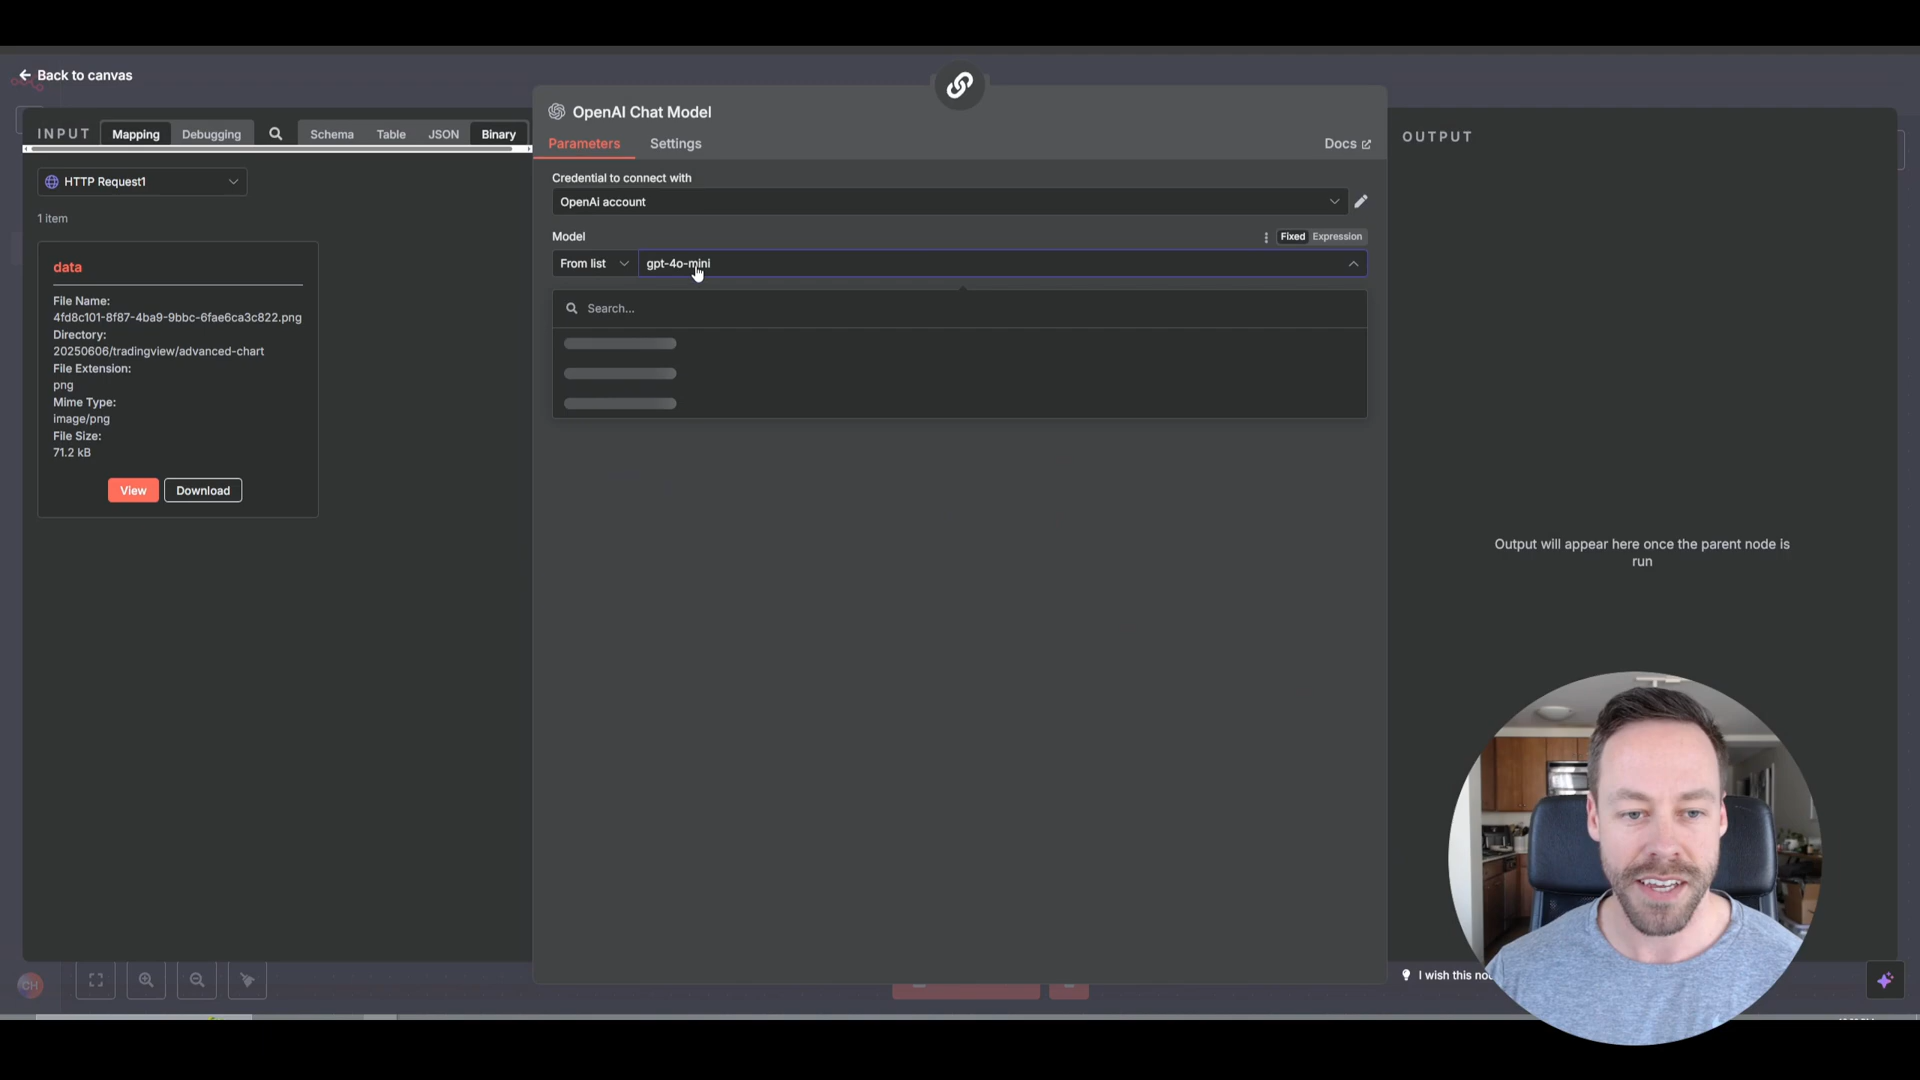 Back to canvas
INPUT
Mapping
Debugging
Schema
Table
JSON
Binary
HTTP Request1
1 item
data
File Name:
4fd8c101-8f87-4ba9-9bbc-6fae6ca3c822.png
Directory:
20250606/tradingview/advanced-chart
File Extension:
png
Mime Type:
image/png
File Size:
71.2 kB
View
Download
OpenAI Chat Model
Parameters
Settings
Docs
Credential to connect with
OpenAi account
Model
Fixed
Expression
From list
gpt-4o-mini
Search...
OUTPUT
Output will appear here once the parent node is
run
I wish this
CH